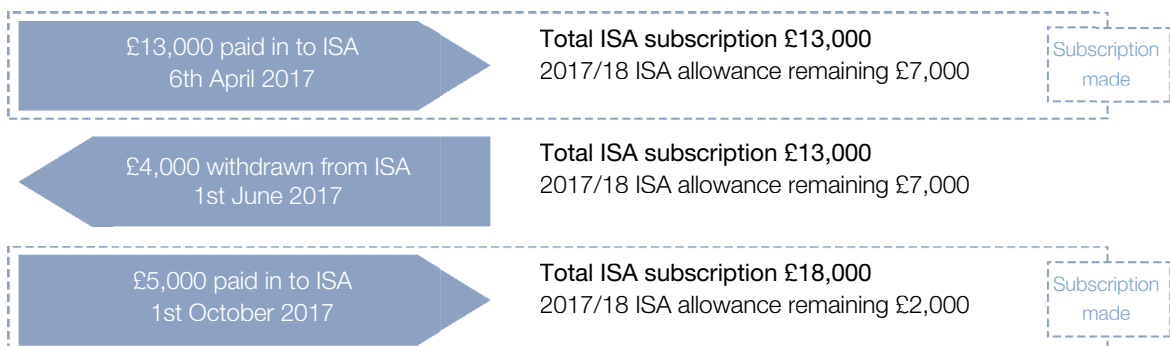 £13,000 paid in to ISA
6th April 2017
Total ISA subscription £13,000
2017/18 ISA allowance remaining £7,000
Subscription
made
£4,000 withdrawn from ISA
1st June 2017
Total ISA subscription £13,000
2017/18 ISA allowance remaining £7,000
£5,000 paid in to ISA
1st October 2017
Total ISA subscription £18,000
2017/18 ISA allowance remaining £2,000
Subscription
made